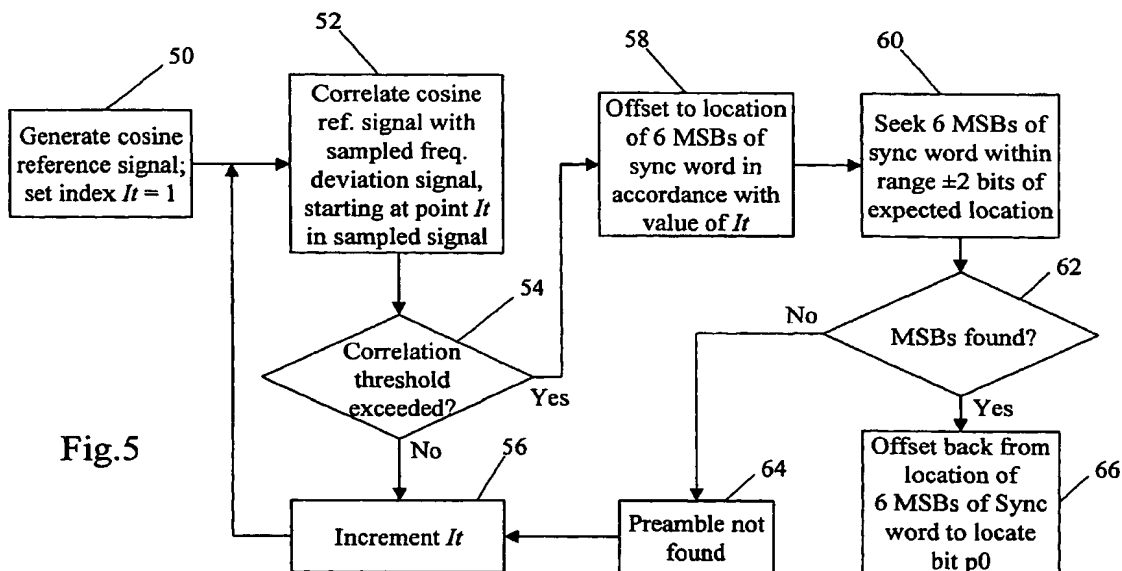 50
Generate cosine
reference signal;
set index It = 1
52
Correlate cosine
ref. signal with
sampled freq.
deviation signal,
starting at point It
in sampled signal
54
Correlation
threshold
exceeded?
Yes
No
56
Increment It
58
Offset to location
of 6 MSBs of
sync word in
accordance with
value of It
60
Seek 6 MSBs of
sync word within
range ±2 bits of
expected location
62
MSBs found?
No
Yes
64
Preamble not
found
66
Offset back from
location of
6 MSBs of Sync
word to locate
bit p0
Fig.5